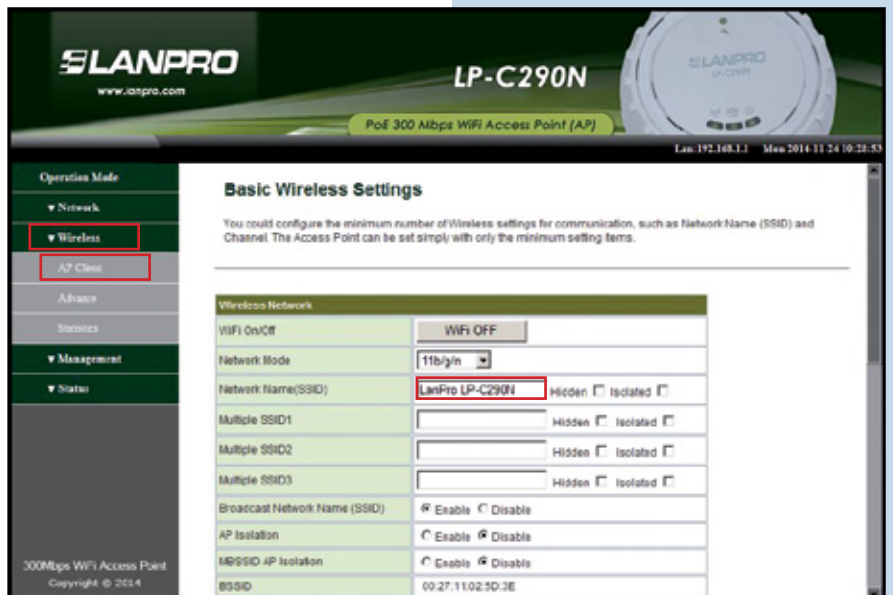 LANPRO
www.lanpro.com
LP-C290N
PoE 300 Mbps WiFi Access Point (AP)
LANPRO
LP-C290N
Lan:192.168.1.1 Mon 2014-11-24 10:28:53
Operation Mode
▼ Network
▼ Wireless
AP Client
Advance
Statistics
▼ Management
▼ Status
300Mbps WiFi Access Point
Copyright © 2014
Basic Wireless Settings
You could configure the minimum number of Wireless settings for communication, such as Network Name (SSID) and
Channel. The Access Point can be set simply with only the minimum setting items.
Wireless Network
WiFi On/Off WiFi OFF
Network Mode 11b/g/n
Network Name(SSID) LanPro LP-C290N Hidden Isolated
Multiple SSID1 Hidden Isolated
Multiple SSID2 Hidden Isolated
Multiple SSID3 Hidden Isolated
Broadcast Network Name (SSID) Enable Disable
AP Isolation Enable Disable
MBSSID AP Isolation Enable Disable
BSSID 00:27:11:02:5D:3E